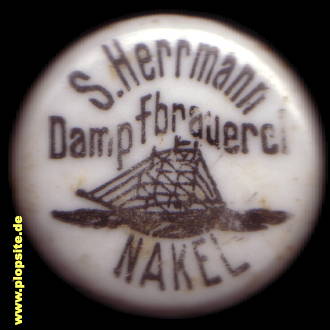 S. Herrmann
Dampfbrauerei
NAKEL
www.plopsite.de